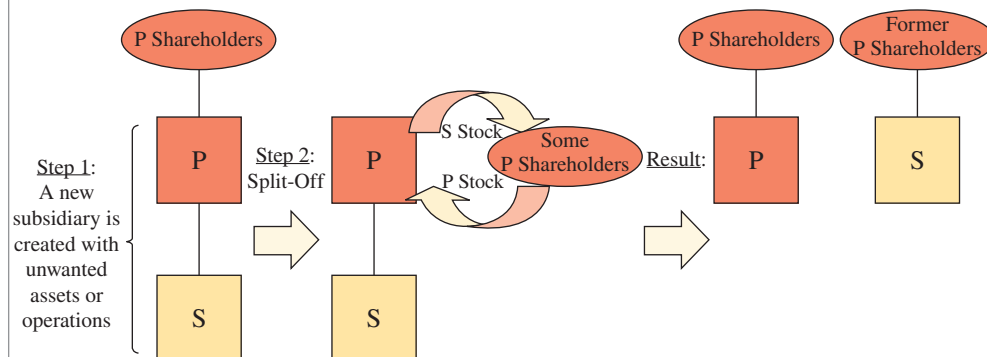 P Shareholders
Step 1:
A new
subsidiary is
created with
unwanted
assets or
operations
P
S
Step 2:
Split-Off
P
S
S Stock
Some
P Shareholders
P Stock
Result:
P Shareholders
P
Former
P Shareholders
S